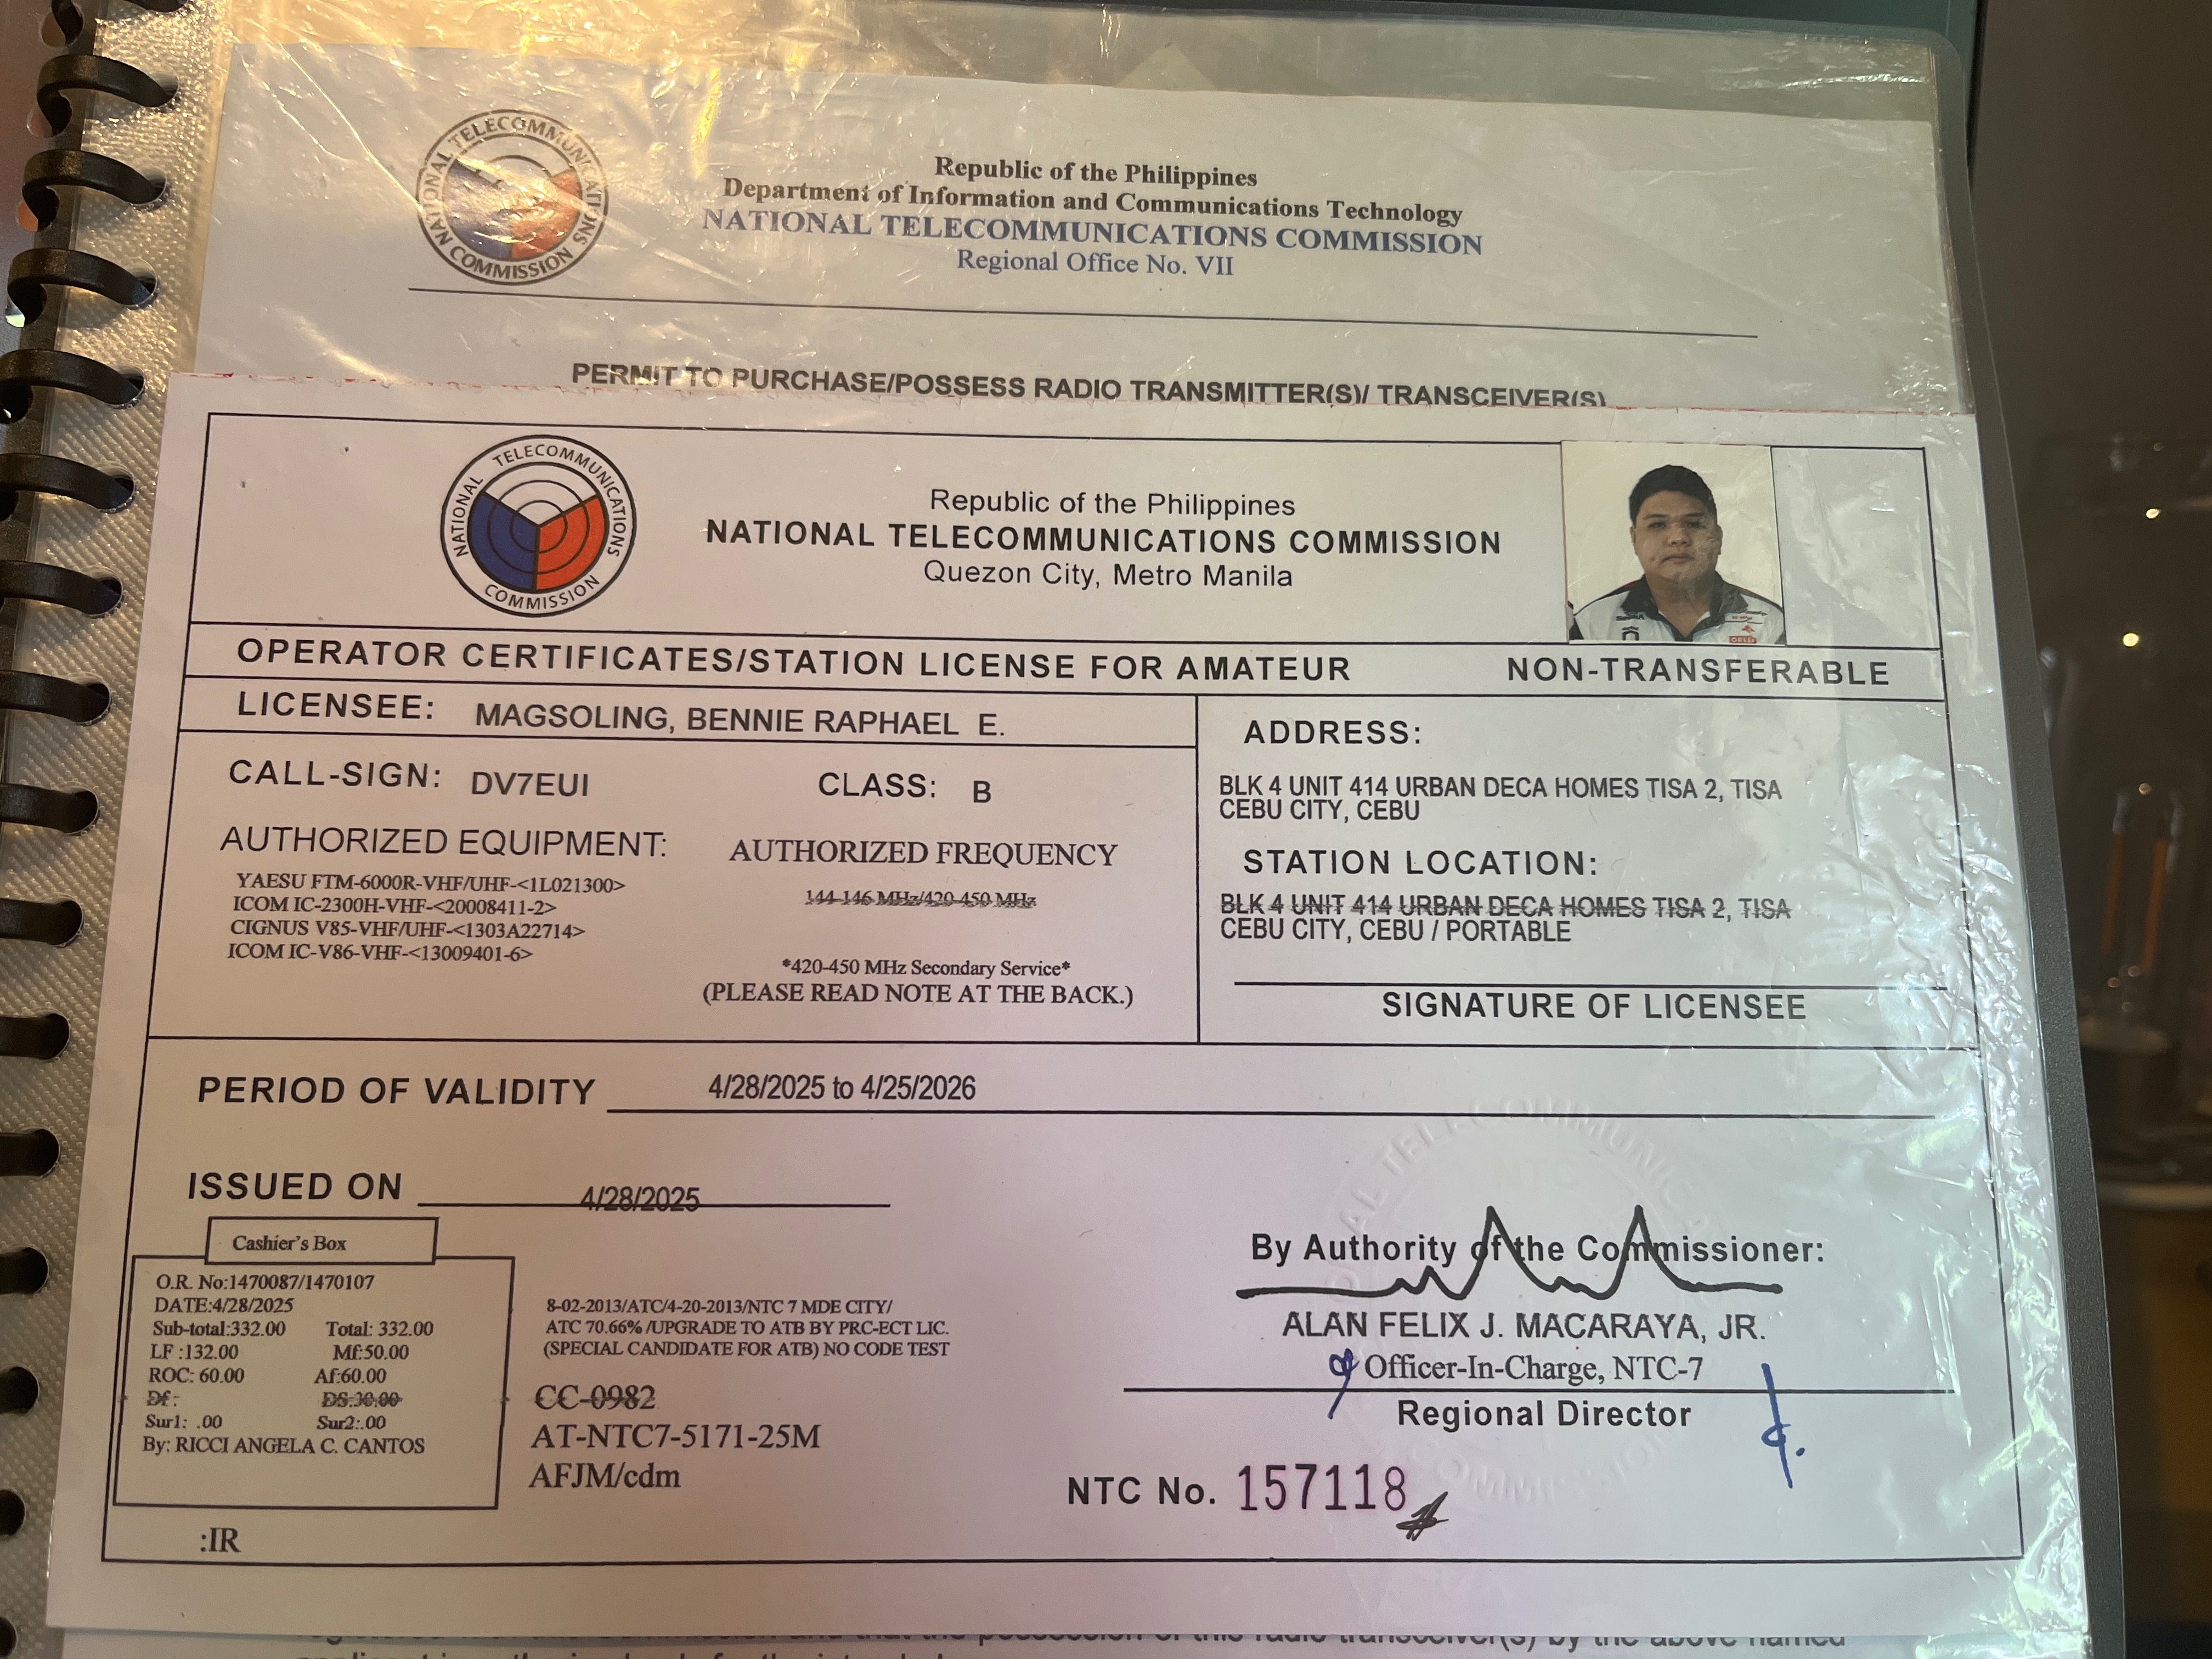 NATIONAL TELECOMMUNICATIONS COMMISSION
Republic of the Philippines
Department of Information and Communications Technology
NATIONAL TELECOMMUNICATIONS COMMISSION
Regional Office No. VII
PERMIT TO PURCHASE/POSSESS RADIO TRANSMITTER(S)/ TRANSCEIVER(S)
NATIONAL TELECOMMUNICATIONS COMMISSION
Republic of the Philippines
NATIONAL TELECOMMUNICATIONS COMMISSION
Quezon City, Metro Manila
OPERATOR CERTIFICATES/STATION LICENSE FOR AMATEUR NON-TRANSFERABLE
LICENSEE: MAGSOLING, BENNIE RAPHAEL E.
CALL-SIGN: DV7EUI CLASS: B
AUTHORIZED EQUIPMENT:
YAESU FTM-6000R-VHF/UHF-<1L021300>
ICOM IC-2300H-VHF-<20008411-2>
CIGNUS V85-VHF/UHF-<1303A22714>
ICOM IC-V86-VHF-<13009401-6>
AUTHORIZED FREQUENCY
144-146 MHz/420-450 MHz
*420-450 MHz Secondary Service*
(PLEASE READ NOTE AT THE BACK.)
ADDRESS:
BLK 4 UNIT 414 URBAN DECA HOMES TISA 2, TISA
CEBU CITY, CEBU
STATION LOCATION:
BLK 4 UNIT 414 URBAN DECA HOMES TISA 2, TISA
CEBU CITY, CEBU / PORTABLE
SIGNATURE OF LICENSEE
PERIOD OF VALIDITY 4/28/2025 to 4/25/2026
ISSUED ON 4/28/2025
Cashier's Box
O.R. No:1470087/1470107
DATE:4/28/2025
Sub-total:332.00 Total: 332.00
LF :132.00 Mf:50.00
ROC: 60.00 Af:60.00
Df : DS:30.00
Sur1: .00 Sur2:.00
By: RICCI ANGELA C. CANTOS
:IR
8-02-2013/ATC/4-20-2013/NTC 7 MDE CITY/
ATC 70.66% /UPGRADE TO ATB BY PRC-ECT LIC.
(SPECIAL CANDIDATE FOR ATB) NO CODE TEST
CC-0982
AT-NTC7-5171-25M
AFJM/cdm
By Authority of the Commissioner:
ALAN FELIX J. MACARAYA, JR.
Officer-In-Charge, NTC-7
Regional Director
NTC No. 157118
possession of this radio transceiver(s) by the above named